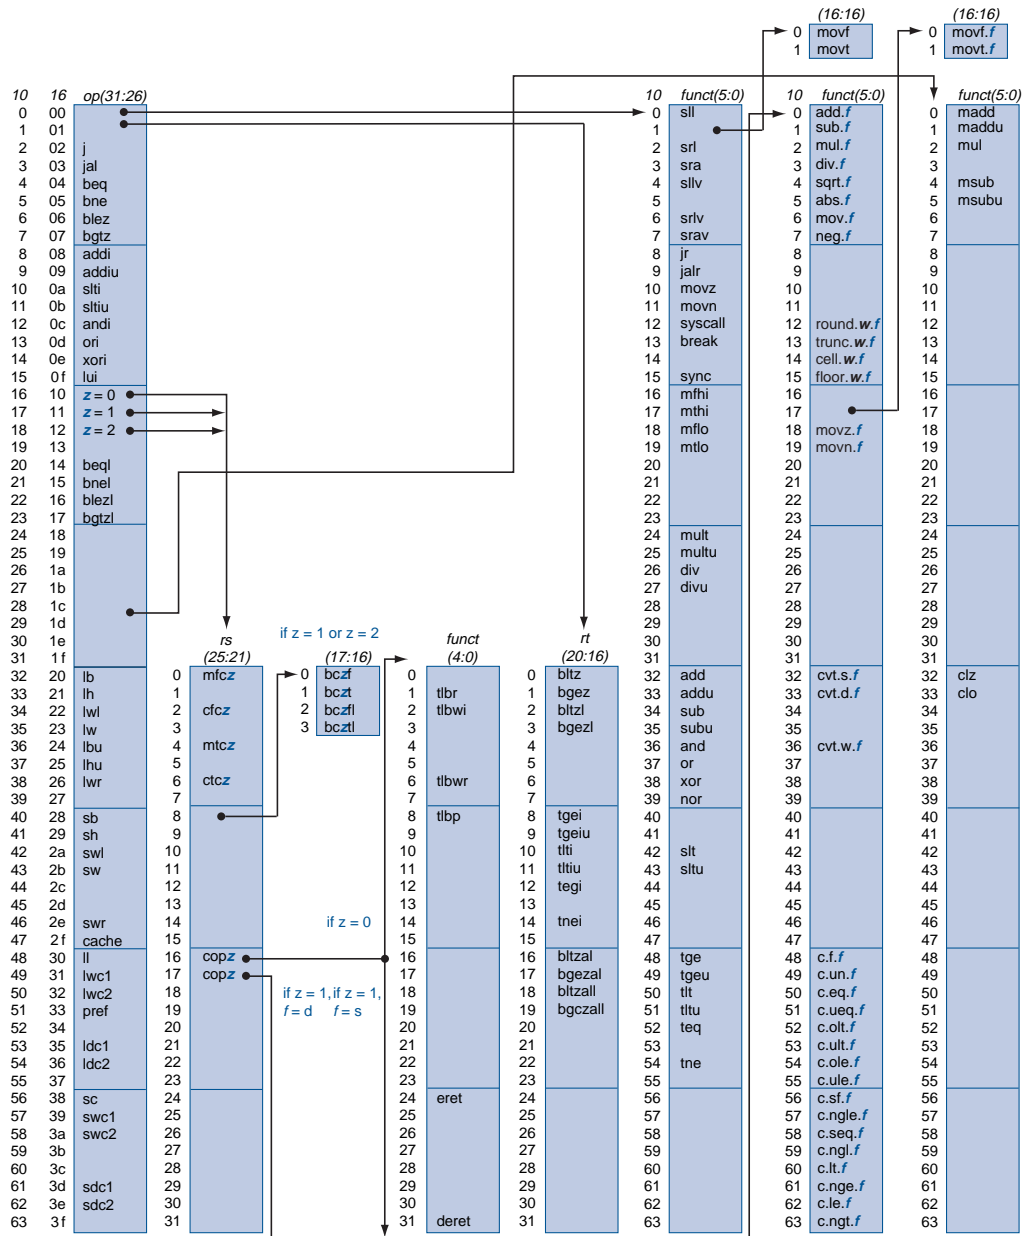 (16:16)
0 movf
1 movt
(16:16)
0 movf.f
1 movt.f
10 16 op(31:26)
0 00
1 01
2 02 j
3 03 jal
4 04 beq
5 05 bne
6 06 blez
7 07 bgtz
8 08 addi
9 09 addiu
10 0a slti
11 0b sltiu
12 0c andi
13 0d ori
14 0e xori
15 0f lui
16 10 z = 0
17 11 z = 1
18 12 z = 2
19 13
20 14 beql
21 15 bnel
22 16 blezl
23 17 bgtzl
24 18
25 19
26 1a
27 1b
28 1c
29 1d
30 1e
31 1f
32 20 lb
33 21 lh
34 22 lwl
35 23 lw
36 24 lbu
37 25 lhu
38 26 lwr
39 27
40 28 sb
41 29 sh
42 2a swl
43 2b sw
44 2c
45 2d
46 2e swr
47 2f cache
48 30 ll
49 31 lwc1
50 32 lwc2
51 33 pref
52 34
53 35 ldc1
54 36 ldc2
55 37
56 38 sc
57 39 swc1
58 3a swc2
59 3b
60 3c
61 3d sdc1
62 3e sdc2
63 3f
rs
(25:21)
0 mfcz
1
2 cfcz
3
4 mtcz
5
6 ctcz
7
8
9
10
11
12
13
14
15
16 copz
17 copz
18
19
20
21
22
23
24
25
26
27
28
29
30
31
if z = 1 or z = 2
(17:16)
0 bczf
1 bczt
2 bczfl
3 bcztl
if z = 0
if z = 1, if z = 1,
f = d f = s
funct
(4:0)
0
1 tlbr
2 tlbwi
3
4
5
6 tlbwr
7
8 tlbp
9
10
11
12
13
14
15
16
17
18
19
20
21
22
23
24 eret
25
26
27
28
29
30
31 deret
rt
(20:16)
0 bltz
1 bgez
2 bltzl
3 bgezl
4
5
6
7
8 tgei
9 tgeiu
10 tlti
11 tltiu
12 tegi
13
14 tnei
15
16 bltzal
17 bgezal
18 bltzall
19 bgczall
20
21
22
23
24
25
26
27
28
29
30
31
10 funct(5:0)
0 sll
1
2 srl
3 sra
4 sllv
5
6 srlv
7 srav
8 jr
9 jalr
10 movz
11 movn
12 syscall
13 break
14
15 sync
16 mfhi
17 mthi
18 mflo
19 mtlo
20
21
22
23
24 mult
25 multu
26 div
27 divu
28
29
30
31
32 add
33 addu
34 sub
35 subu
36 and
37 or
38 xor
39 nor
40
41
42 slt
43 sltu
44
45
46
47
48 tge
49 tgeu
50 tlt
51 tltu
52 teq
53
54 tne
55
56
57
58
59
60
61
62
63
10 funct(5:0)
0 add.f
1 sub.f
2 mul.f
3 div.f
4 sqrt.f
5 abs.f
6 mov.f
7 neg.f
8
9
10
11
12 round.w.f
13 trunc.w.f
14 cell.w.f
15 floor.w.f
16
17
18 movz.f
19 movn.f
20
21
22
23
24
25
26
27
28
29
30
31
32 cvt.s.f
33 cvt.d.f
34
35
36 cvt.w.f
37
38
39
40
41
42
43
44
45
46
47
48 c.f.f
49 c.un.f
50 c.eq.f
51 c.ueq.f
52 c.olt.f
53 c.ult.f
54 c.ole.f
55 c.ule.f
56 c.sf.f
57 c.ngle.f
58 c.seq.f
59 c.ngl.f
60 c.lt.f
61 c.nge.f
62 c.le.f
63 c.ngt.f
funct(5:0)
0 madd
1 maddu
2 mul
3
4 msub
5 msubu
6
7
8
9
10
11
12
13
14
15
16
17
18
19
20
21
22
23
24
25
26
27
28
29
30
31
32 clz
33 clo
34
35
36
37
38
39
40
41
42
43
44
45
46
47
48
49
50
51
52
53
54
55
56
57
58
59
60
61
62
63